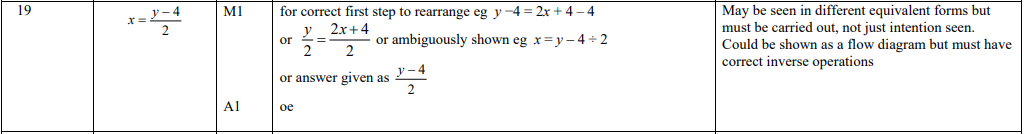 19
x = (y – 4)/2
M1
for correct first step to rearrange eg y –4 = 2x + 4 – 4
or y/2 = (2x + 4)/2 or ambiguously shown eg x = y – 4 ÷ 2
or answer given as (y – 4)/2
A1
oe
May be seen in different equivalent forms but
must be carried out, not just intention seen.
Could be shown as a flow diagram but must have
correct inverse operations